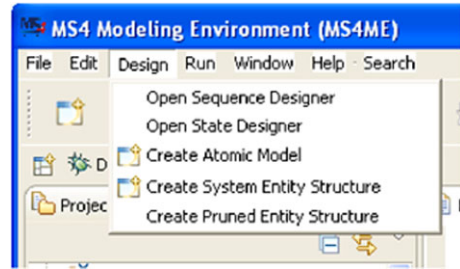 MS4 Modeling Environment (MS4ME)
File Edit Design Run Window Help Search
Open Sequence Designer
Open State Designer
Create Atomic Model
Create System Entity Structure
Create Pruned Entity Structure
D
Projec